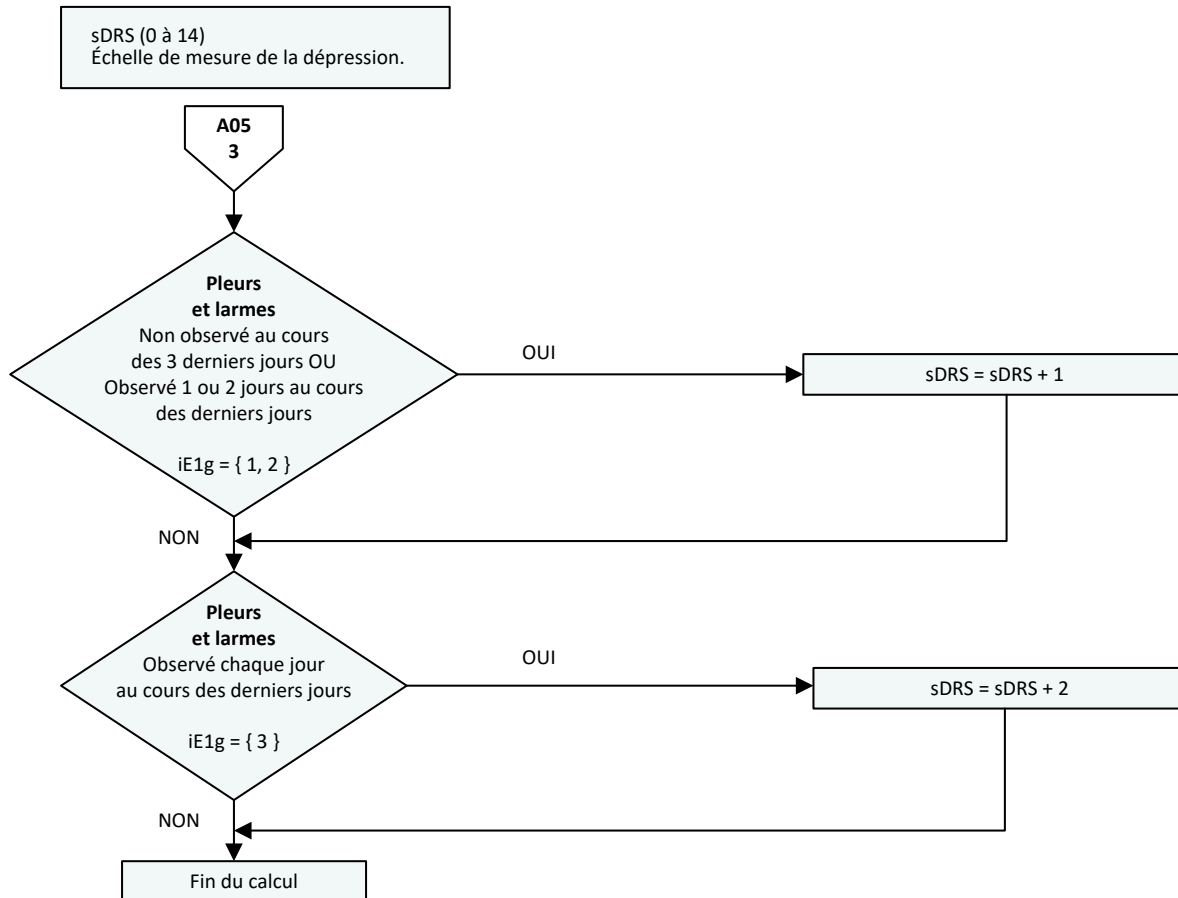 sDRS (0 à 14)
Échelle de mesure de la dépression.
A05
3
Pleurs
et larmes
Non observé au cours
des 3 derniers jours OU
Observé 1 ou 2 jours au cours
des derniers jours
iE1g = { 1, 2 }
OUI
sDRS = sDRS + 1
NON
Pleurs
et larmes
Observé chaque jour
au cours des derniers jours
iE1g = { 3 }
OUI
sDRS = sDRS + 2
NON
Fin du calcul